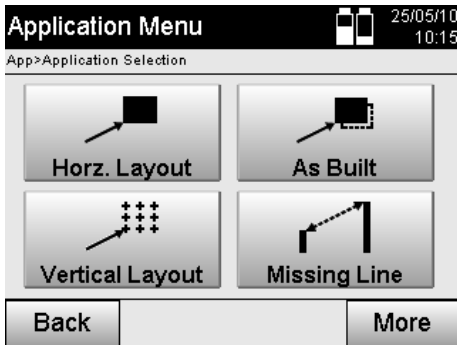 Application Menu
25/05/10
10:15
App>Application Selection
Horz. Layout
As Built
Vertical Layout
Missing Line
Back
More